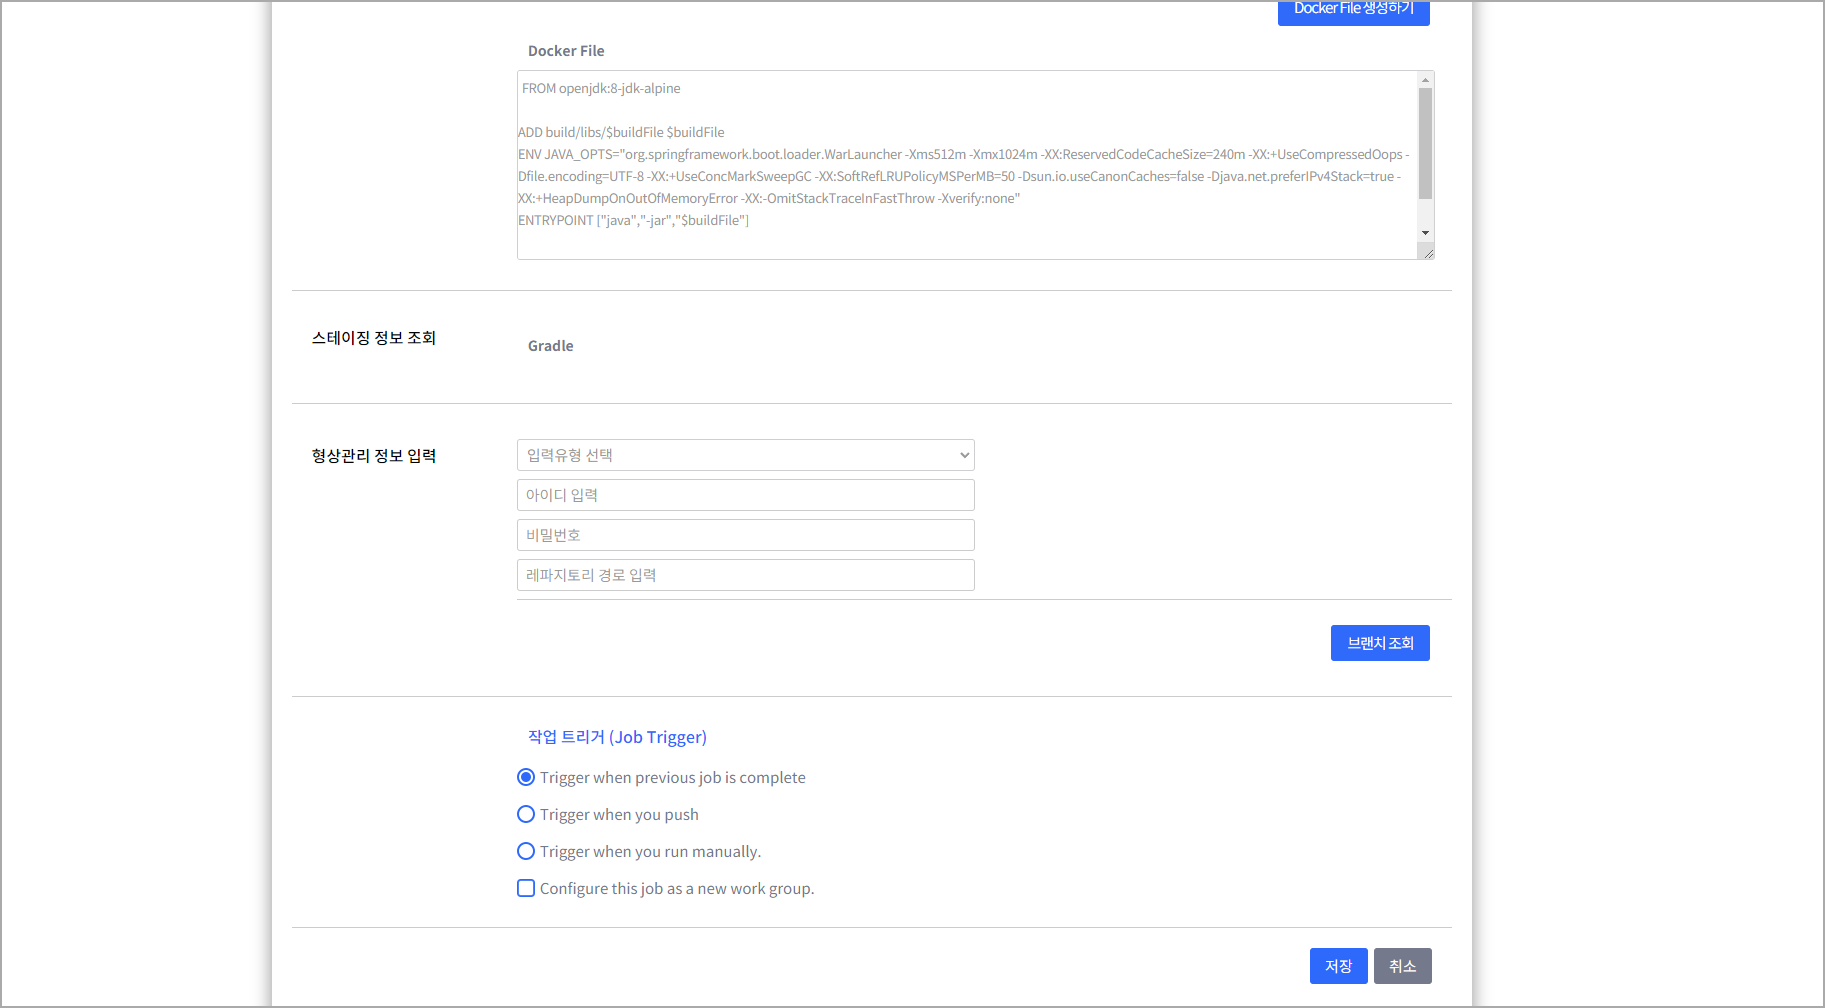 Docker File 생성하기
Docker File
FROM openjdk:8-jdk-alpine
ADD build/libs/$buildFile $buildFile
ENV JAVA_OPTS="org.springframework.boot.loader.WarLauncher -Xms512m -Xmx1024m -XX:ReservedCodeCacheSize=240m -XX:+UseCompressedOops -
Dfile.encoding=UTF-8 -XX:+UseConcMarkSweepGC -XX:SoftRefLRUPolicyMSPerMB=50 -Dsun.io.useCanonCaches=false -Djava.net.preferIPv4Stack=true -
XX:+HeapDumpOnOutOfMemoryError -XX:-OmitStackTraceInFastThrow -Xverify:none"
ENTRYPOINT ["java","-jar","$buildFile"]
스테이징 정보 조회
Gradle
형상관리 정보 입력
입력유형 선택
아이디 입력
비밀번호
레파지토리 경로 입력
브랜치 조회
작업 트리거 (Job Trigger)
Trigger when previous job is complete
Trigger when you push
Trigger when you run manually.
Configure this job as a new work group.
저장 취소